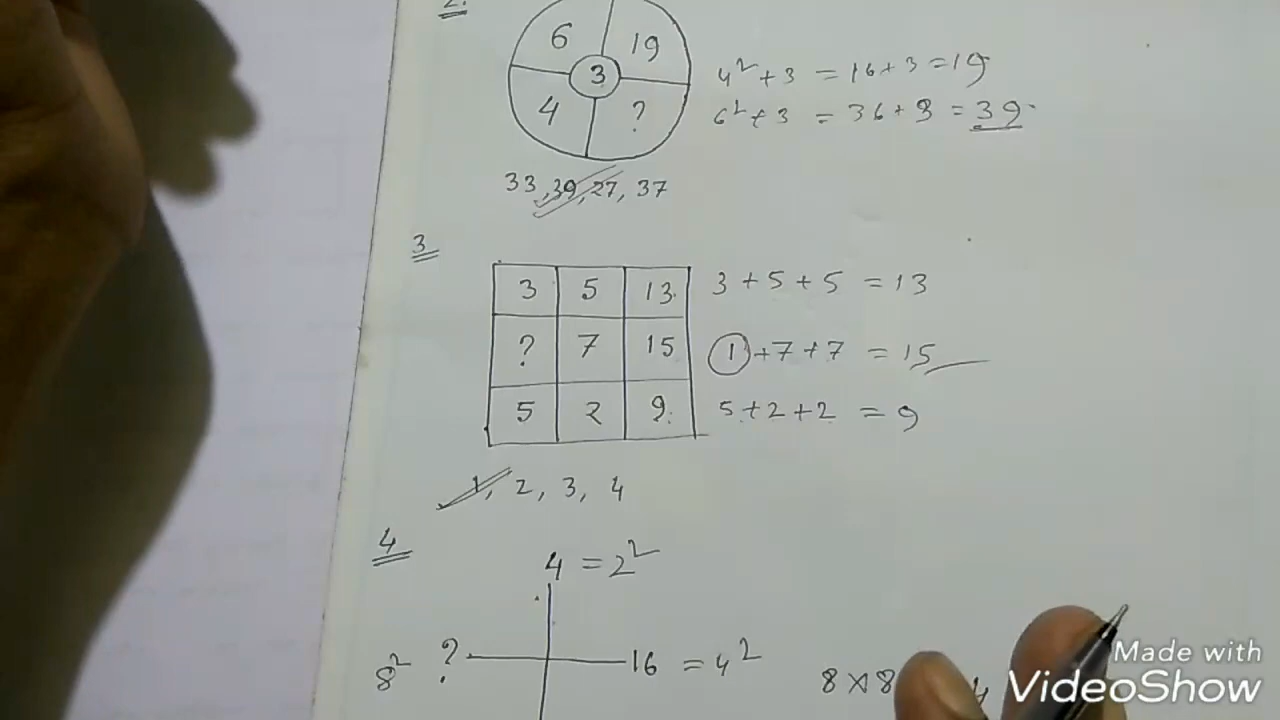 2.
6 19
3
4 ?
4² + 3 = 16 + 3 = 19
6² + 3 = 36 + 3 = 39
33, 39, 27, 37
3
3 5 13 3 + 5 + 5 = 13
? 7 15 1 + 7 + 7 = 15
5 2 9 5 + 2 + 2 = 9
1, 2, 3, 4
4
4 = 2²
8² ? 16 = 4² 8 × 8
Made with
VideoShow